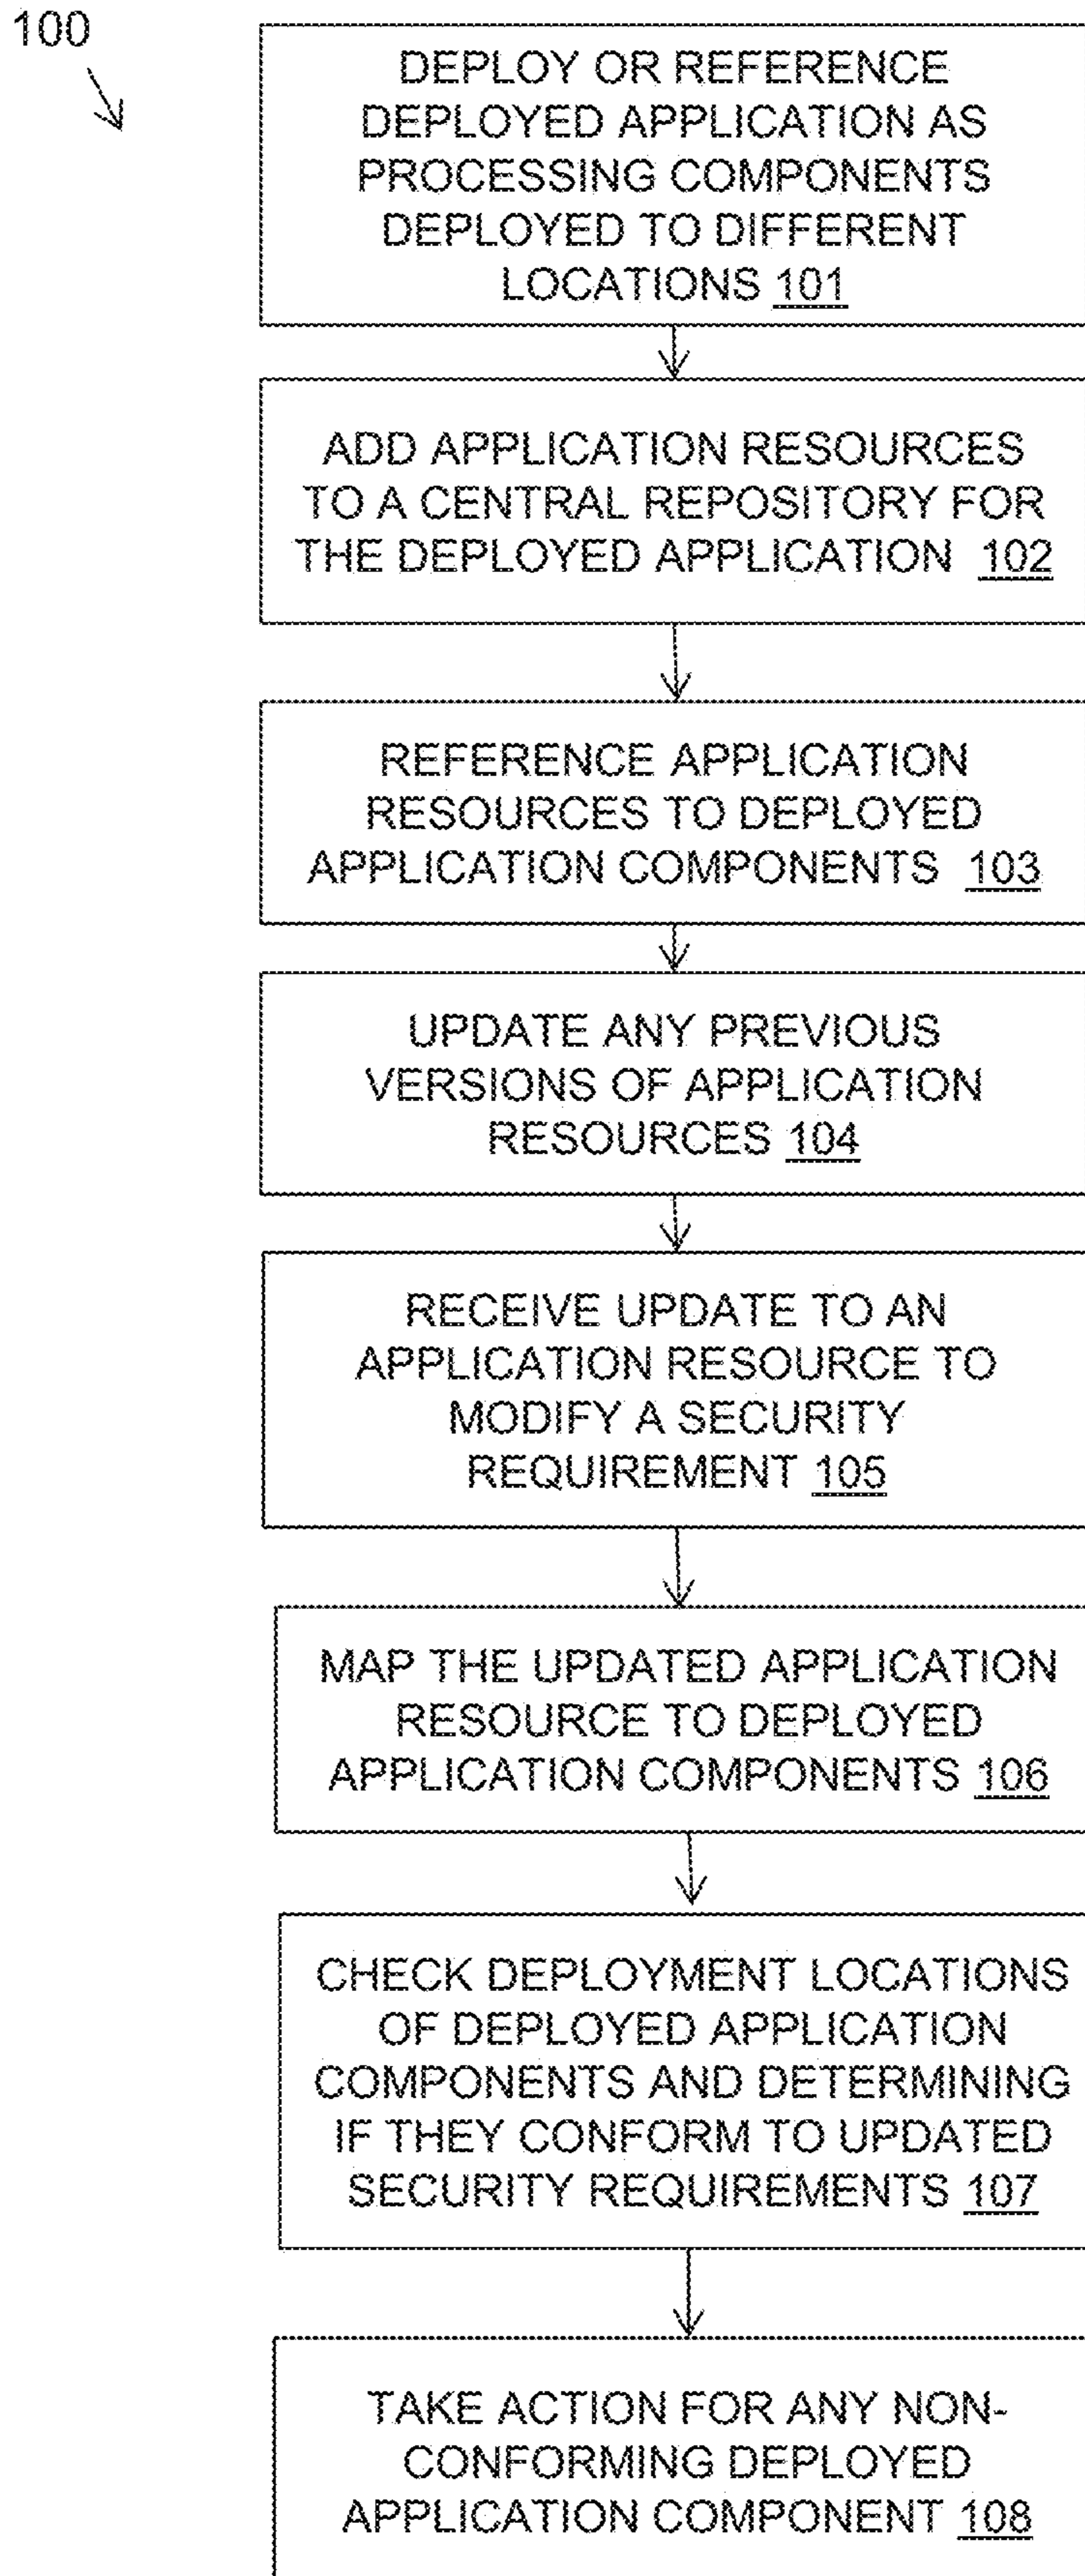 100
DEPLOY OR REFERENCE
DEPLOYED APPLICATION AS
PROCESSING COMPONENTS
DEPLOYED TO DIFFERENT
LOCATIONS 101
ADD APPLICATION RESOURCES
TO A CENTRAL REPOSITORY FOR
THE DEPLOYED APPLICATION 102
REFERENCE APPLICATION
RESOURCES TO DEPLOYED
APPLICATION COMPONENTS 103
UPDATE ANY PREVIOUS
VERSIONS OF APPLICATION
RESOURCES 104
RECEIVE UPDATE TO AN
APPLICATION RESOURCE TO
MODIFY A SECURITY
REQUIREMENT 105
MAP THE UPDATED APPLICATION
RESOURCE TO DEPLOYED
APPLICATION COMPONENTS 106
CHECK DEPLOYMENT LOCATIONS
OF DEPLOYED APPLICATION
COMPONENTS AND DETERMINING
IF THEY CONFORM TO UPDATED
SECURITY REQUIREMENTS 107
TAKE ACTION FOR ANY NON-
CONFORMING DEPLOYED
APPLICATION COMPONENT 108